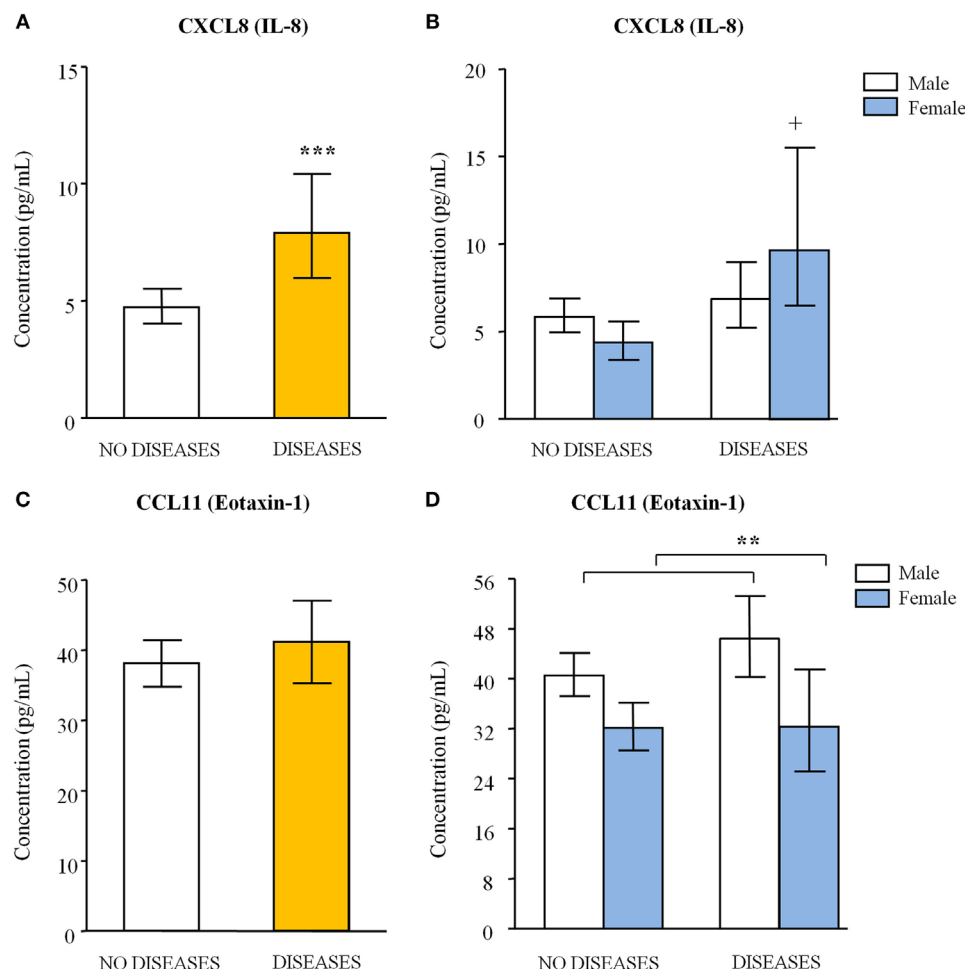 A
CXCL8 (IL-8)
15
10
5
0
Concentration (pg/mL)
***
NO DISEASES
DISEASES
B
CXCL8 (IL-8)
20
15
10
5
0
Concentration (pg/mL)
+
Male
Female
NO DISEASES
DISEASES
C
CCL11 (Eotaxin-1)
50
40
30
20
10
0
Concentration (pg/mL)
NO DISEASES
DISEASES
D
CCL11 (Eotaxin-1)
**
56
48
40
32
24
16
8
0
Concentration (pg/mL)
Male
Female
NO DISEASES
DISEASES